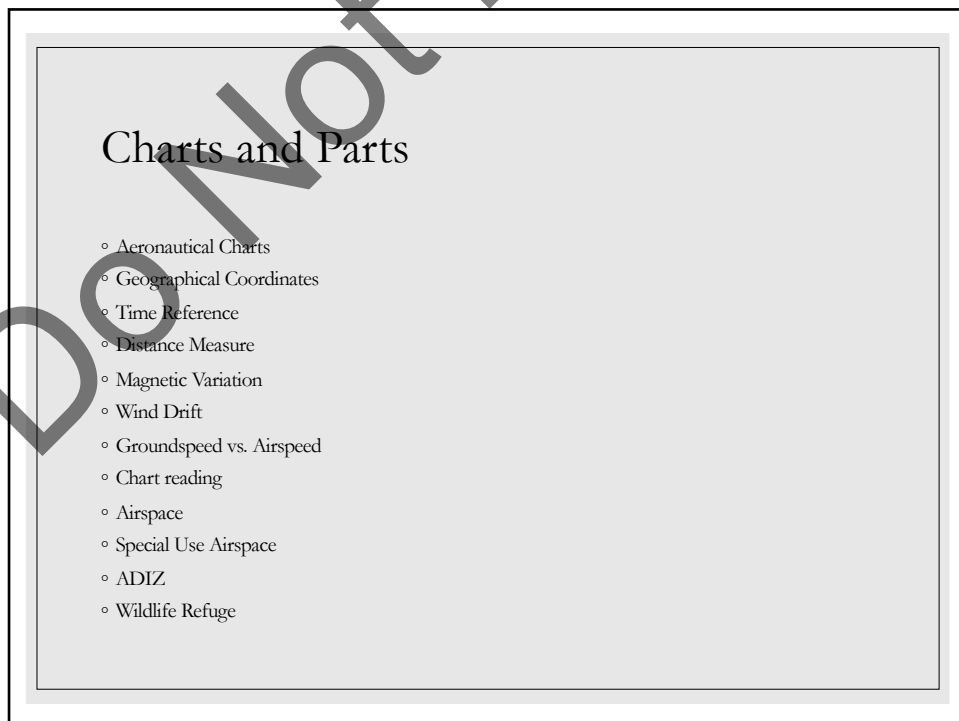 Do Not
Charts and Parts
◦ Aeronautical Charts
◦ Geographical Coordinates
◦ Time Reference
◦ Distance Measure
◦ Magnetic Variation
◦ Wind Drift
◦ Groundspeed vs. Airspeed
◦ Chart reading
◦ Airspace
◦ Special Use Airspace
◦ ADIZ
◦ Wildlife Refuge